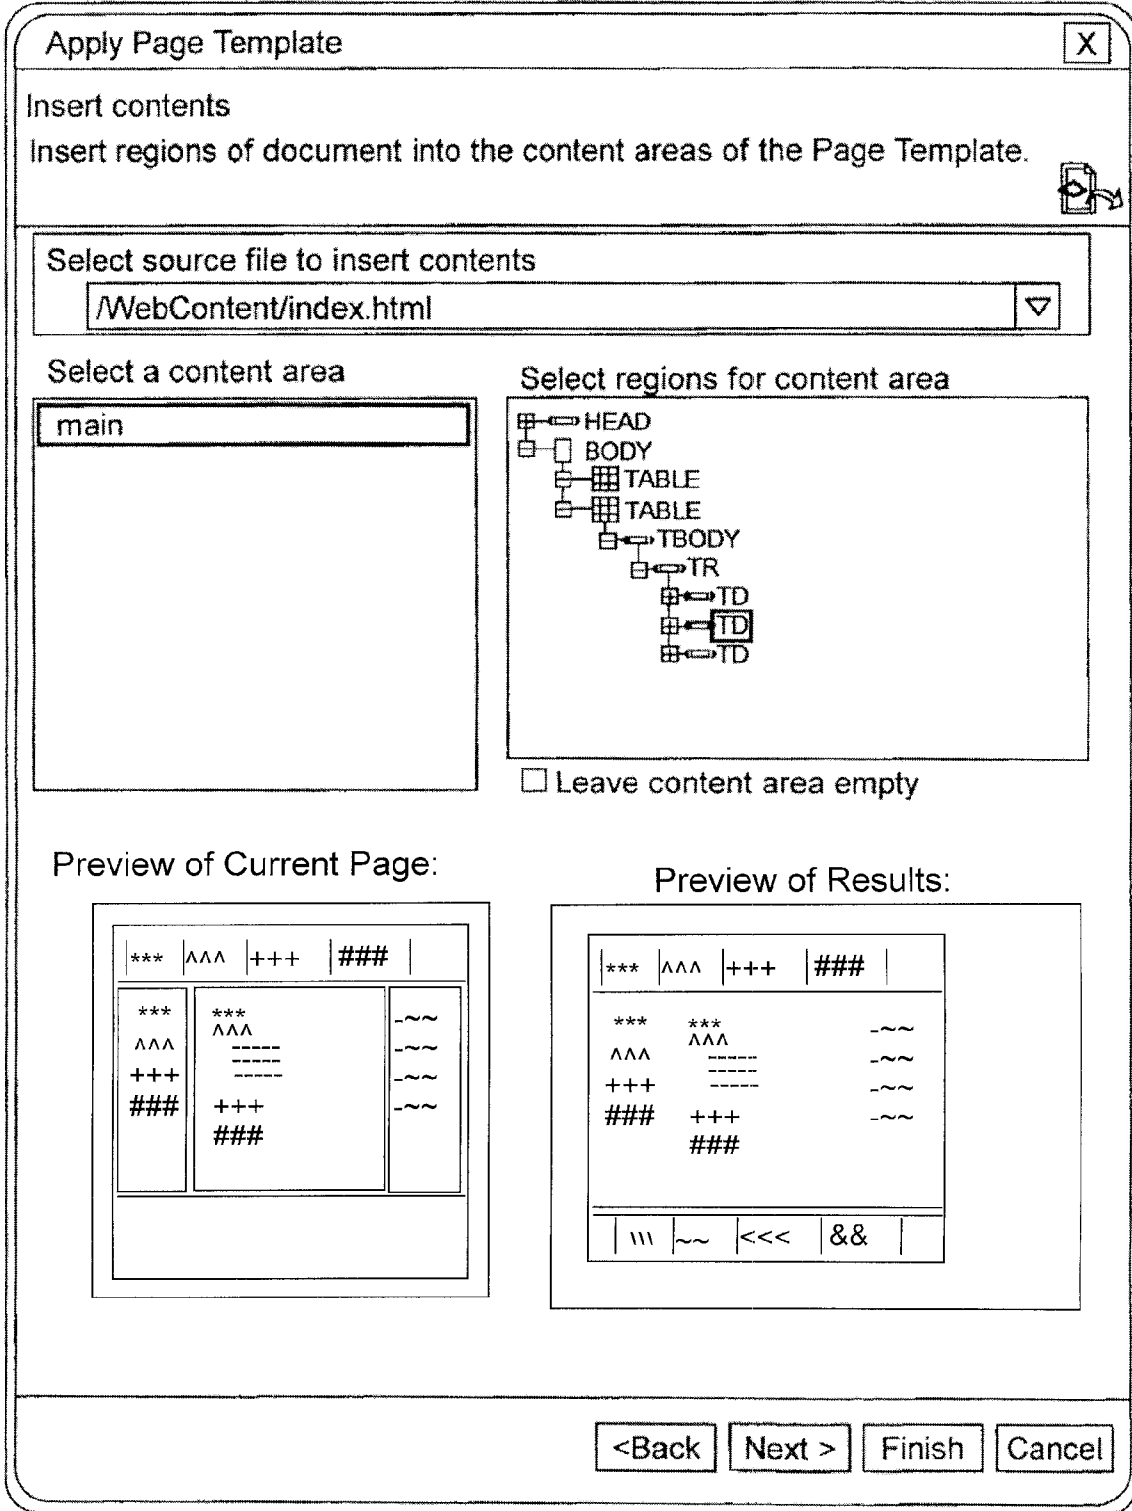 Apply Page Template X
Insert contents
Insert regions of document into the content areas of the Page Template.
Select source file to insert contents
/WebContent/index.html
Select a content area
main
Select regions for content area
HEAD
BODY
TABLE
TABLE
TBODY
TR
TD
TD
TD
Leave content area empty
Preview of Current Page:
*** ^^^ +++ ###
***
^^^
+++
###
***
^^^
-----
-----
-----
+++
###
-~~
-~~
-~~
-~~
Preview of Results:
*** ^^^ +++ ###
***
^^^
+++
###
***
^^^
-----
-----
-----
+++
###
-~~
-~~
-~~
-~~
\\\ ~~ <<< &&
<Back Next > Finish Cancel